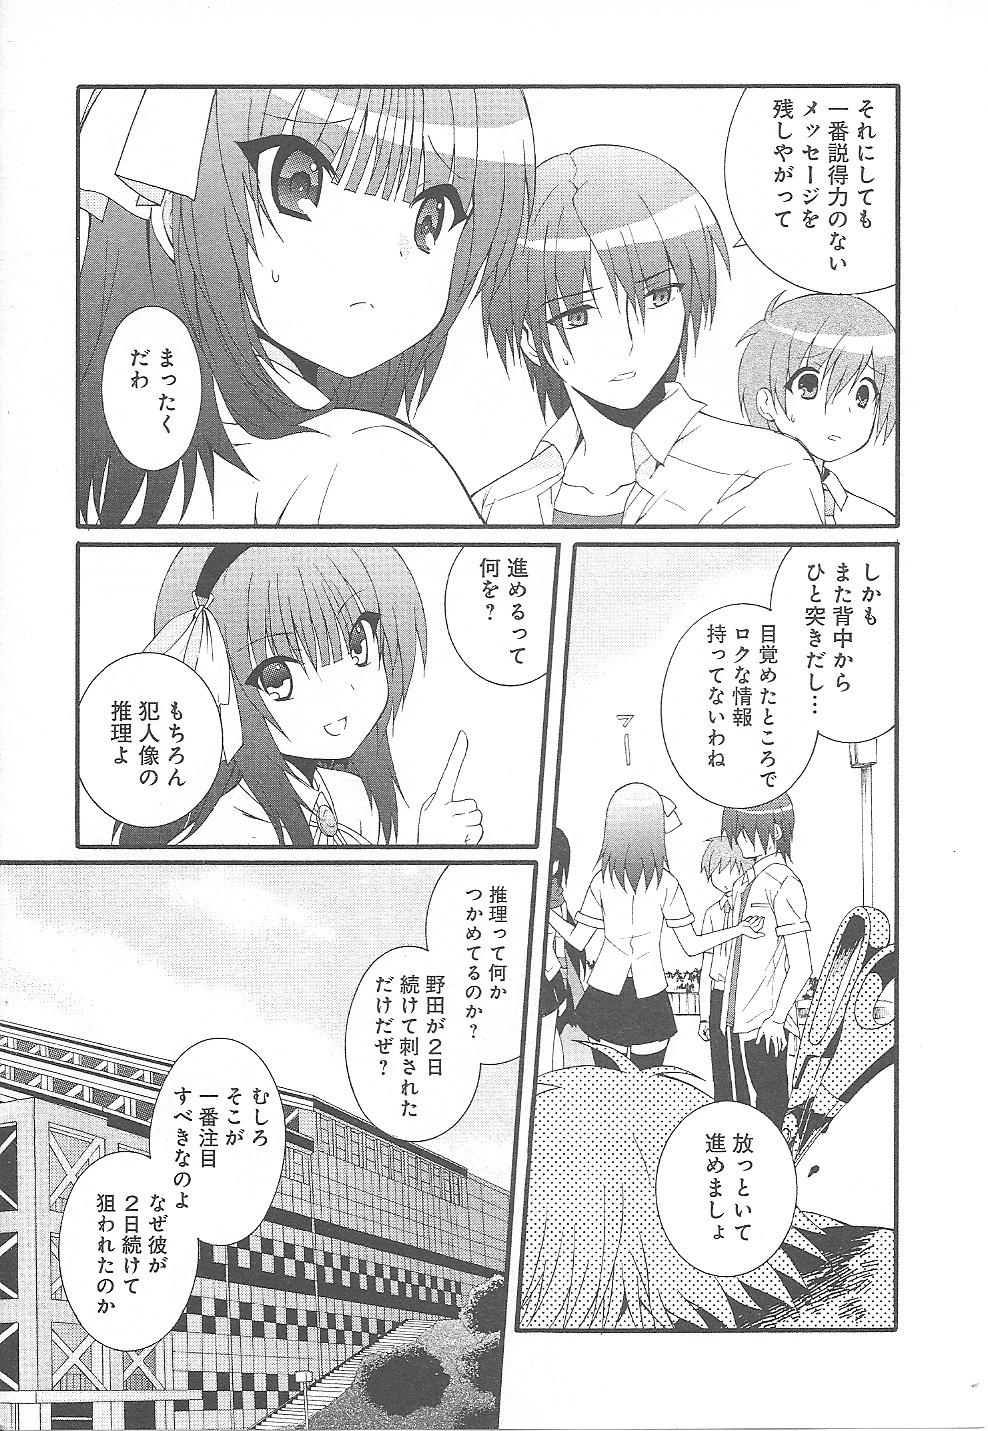 それにしても
一番説得力のない
メッセージを
残しやがって
まったく
だわ
しかも
また背中から
ひと突きだし…
目覚めたところで
ロクな情報
持ってないわね
放っといて
進めましょ
進めるって
何を?
もちろん
犯人像の
推理よ
推理って何か
つかめてるのか?
野田が2日
続けて刺された
だけだぜ?
むしろ
そこが
一番注目
すべきなのよ
なぜ彼が
2日続けて
狙われたのか